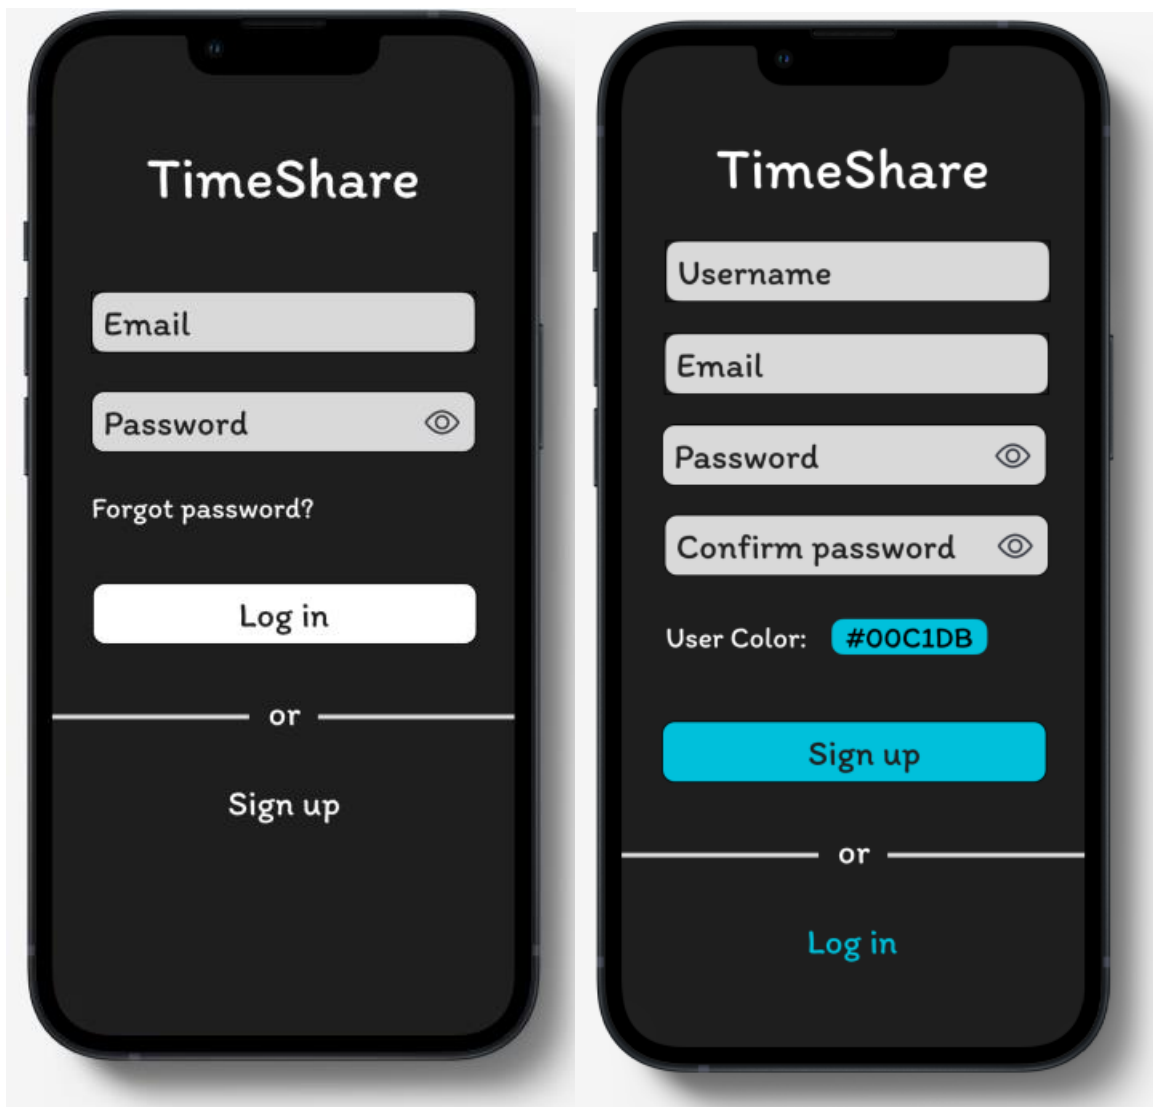 TimeShare
Email
Password
Forgot password?
Log in
or
Sign up
TimeShare
Username
Email
Password
Confirm password
User Color: #00C1DB
Sign up
or
Log in